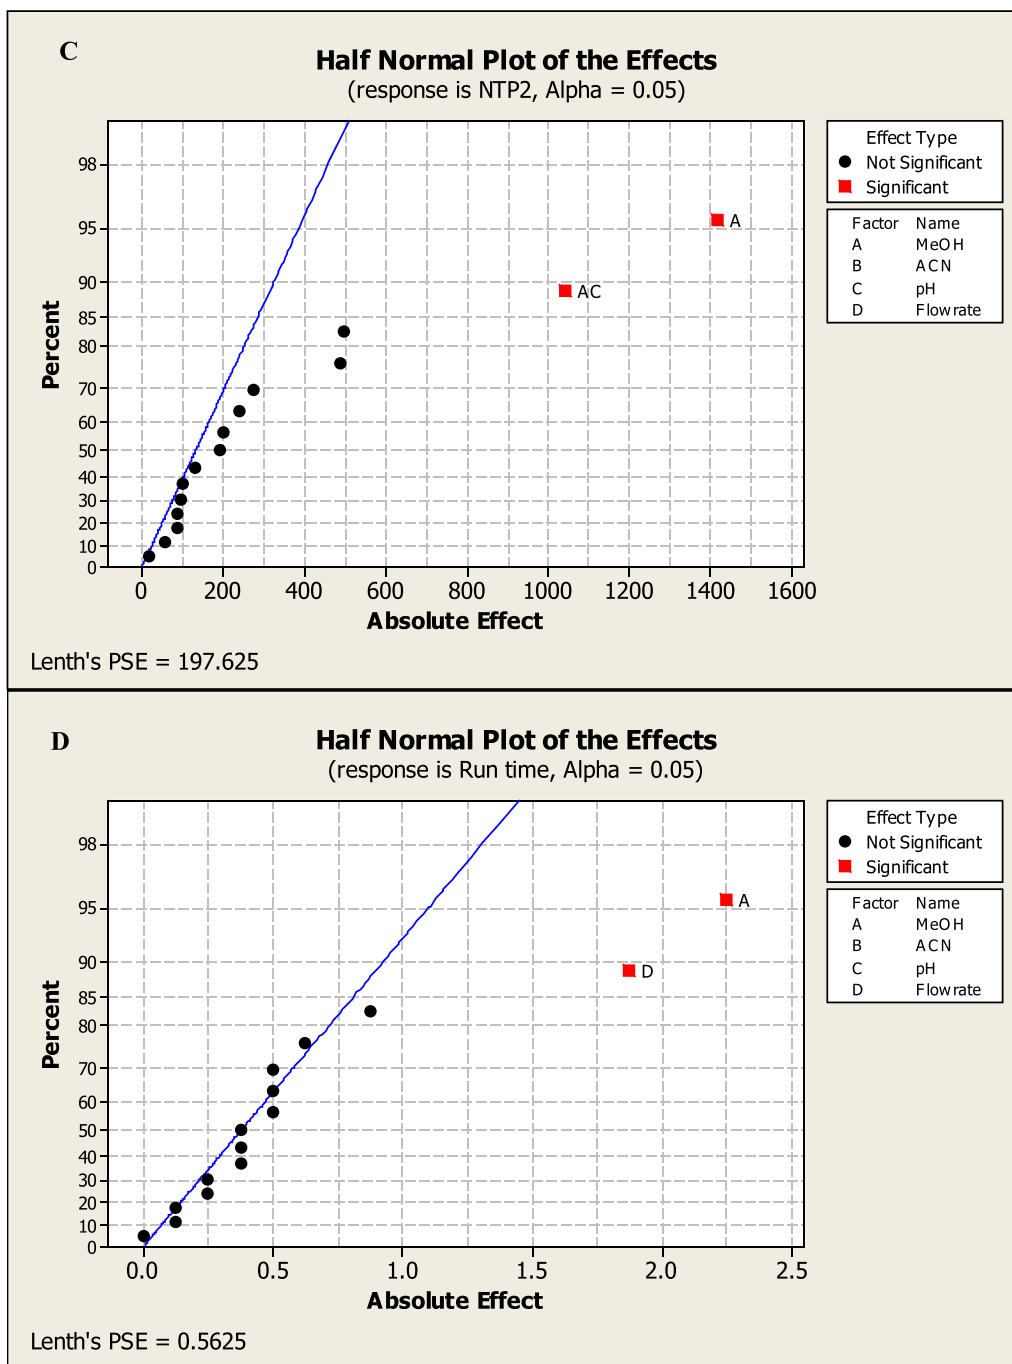 C
Half Normal Plot of the Effects
(response is NTP2, Alpha = 0.05)
98
95
90
85
80
70
60
50
40
30
20
10
0
Percent
A
AC
0 200 400 600 800 1000 1200 1400 1600
Absolute Effect
Effect Type
Not Significant
Significant
Factor Name
A MeOH
B ACN
C pH
D Flowrate
Lenth's PSE = 197.625
D
Half Normal Plot of the Effects
(response is Run time, Alpha = 0.05)
98
95
90
85
80
70
60
50
40
30
20
10
0
Percent
A
D
0.0 0.5 1.0 1.5 2.0 2.5
Absolute Effect
Effect Type
Not Significant
Significant
Factor Name
A MeOH
B ACN
C pH
D Flowrate
Lenth's PSE = 0.5625